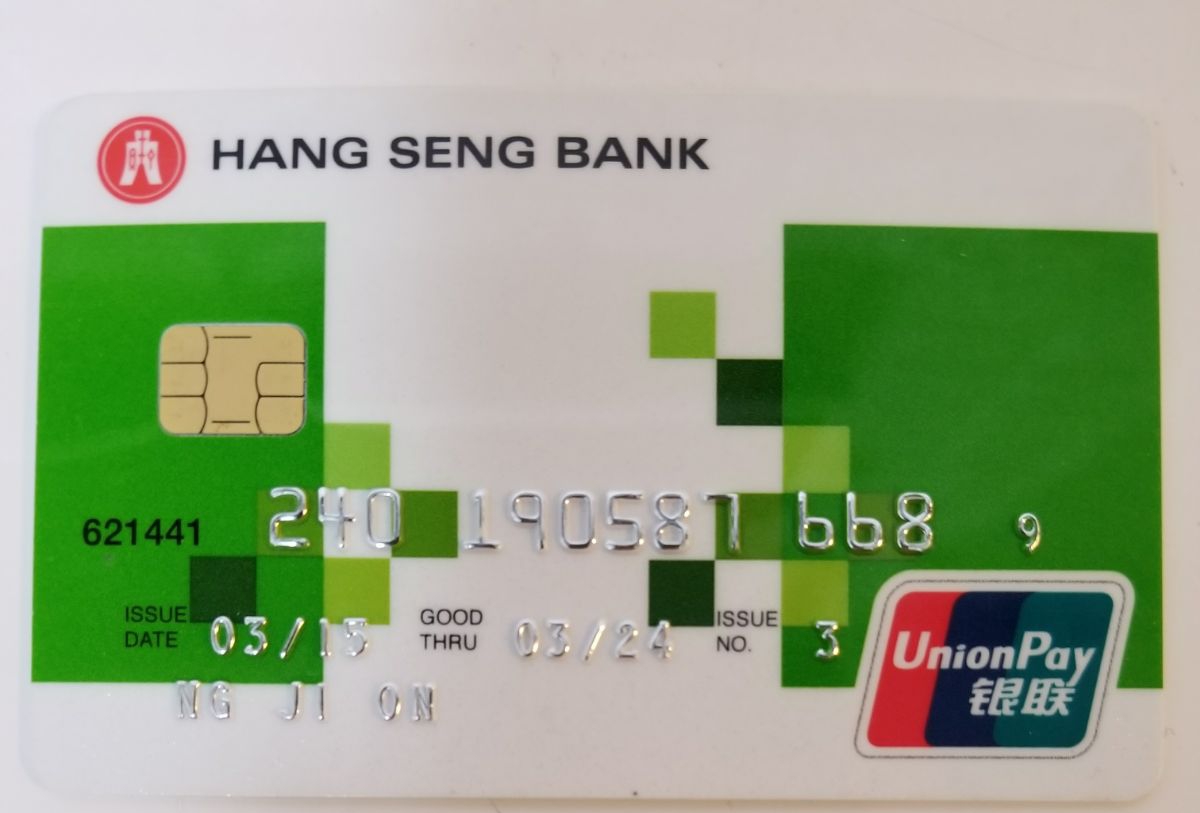 HANG SENG BANK
621441 240 190587 668 9
ISSUE DATE 03/15 GOOD THRU 03/24 ISSUE NO. 3
NG JI ON
UnionPay
银联